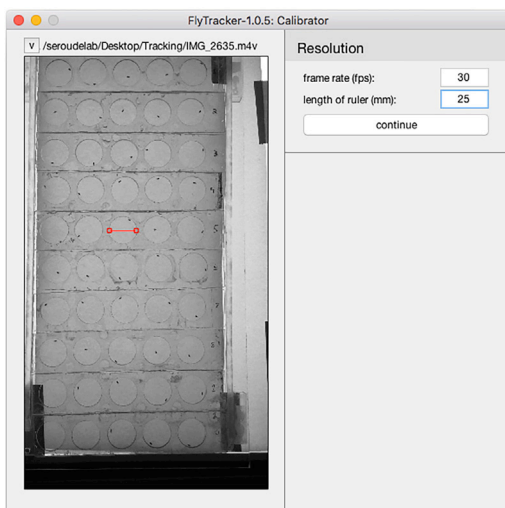 FlyTracker-1.0.5: Calibrator
v /seroudelab/Desktop/Tracking/IMG_2635.m4v
Resolution
frame rate (fps): 30
length of ruler (mm): 25
continue